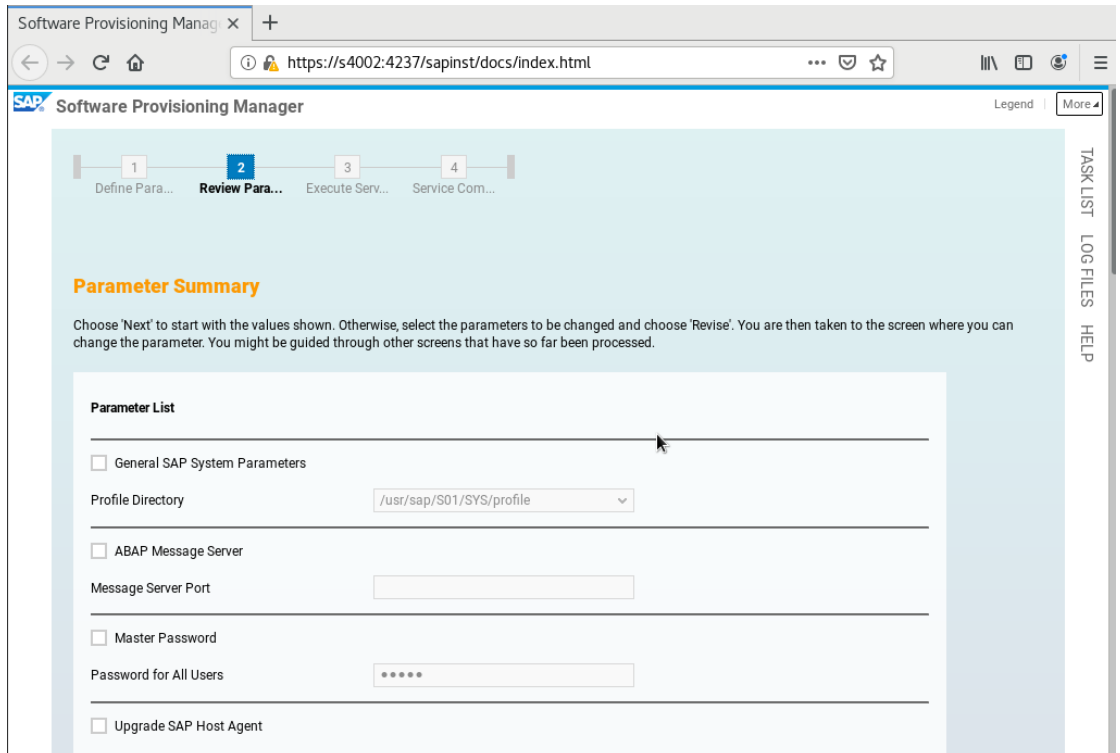 Software Provisioning Manag
https://s4002:4237/sapinst/docs/index.html
SAP Software Provisioning Manager
Legend
More
1
2
3
4
Define Para...
Review Para...
Execute Serv...
Service Com...
TASK LIST
LOG FILES
HELP
Parameter Summary
Choose 'Next' to start with the values shown. Otherwise, select the parameters to be changed and choose 'Revise'. You are then taken to the screen where you can
change the parameter. You might be guided through other screens that have so far been processed.
Parameter List
General SAP System Parameters
Profile Directory
/usr/sap/S01/SYS/profile
ABAP Message Server
Message Server Port
Master Password
Password for All Users
•••••
Upgrade SAP Host Agent